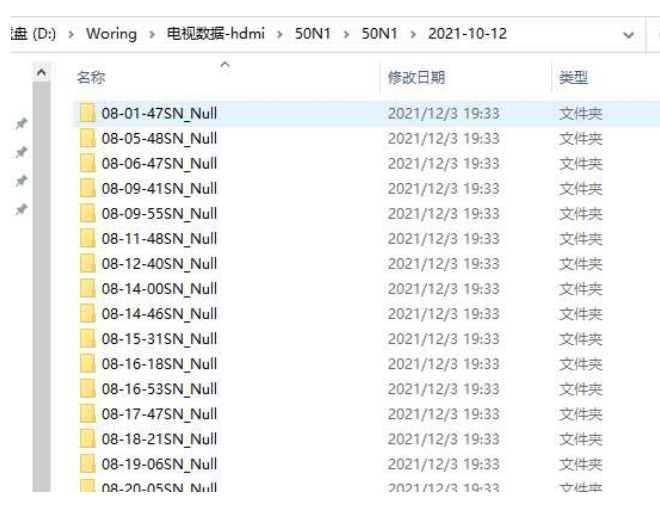 盘 (D:) › Woring › 电视数据-hdmi › 50N1 › 50N1 › 2021-10-12
名称 修改日期 类型
08-01-47SN_Null 2021/12/3 19:33 文件夹
08-05-48SN_Null 2021/12/3 19:33 文件夹
08-06-47SN_Null 2021/12/3 19:33 文件夹
08-09-41SN_Null 2021/12/3 19:33 文件夹
08-09-55SN_Null 2021/12/3 19:33 文件夹
08-11-48SN_Null 2021/12/3 19:33 文件夹
08-12-40SN_Null 2021/12/3 19:33 文件夹
08-14-00SN_Null 2021/12/3 19:33 文件夹
08-14-46SN_Null 2021/12/3 19:33 文件夹
08-15-31SN_Null 2021/12/3 19:33 文件夹
08-16-18SN_Null 2021/12/3 19:33 文件夹
08-16-53SN_Null 2021/12/3 19:33 文件夹
08-17-47SN_Null 2021/12/3 19:33 文件夹
08-18-21SN_Null 2021/12/3 19:33 文件夹
08-19-06SN_Null 2021/12/3 19:33 文件夹
08-20-05SN_Null 2021/12/3 19:33 文件夹